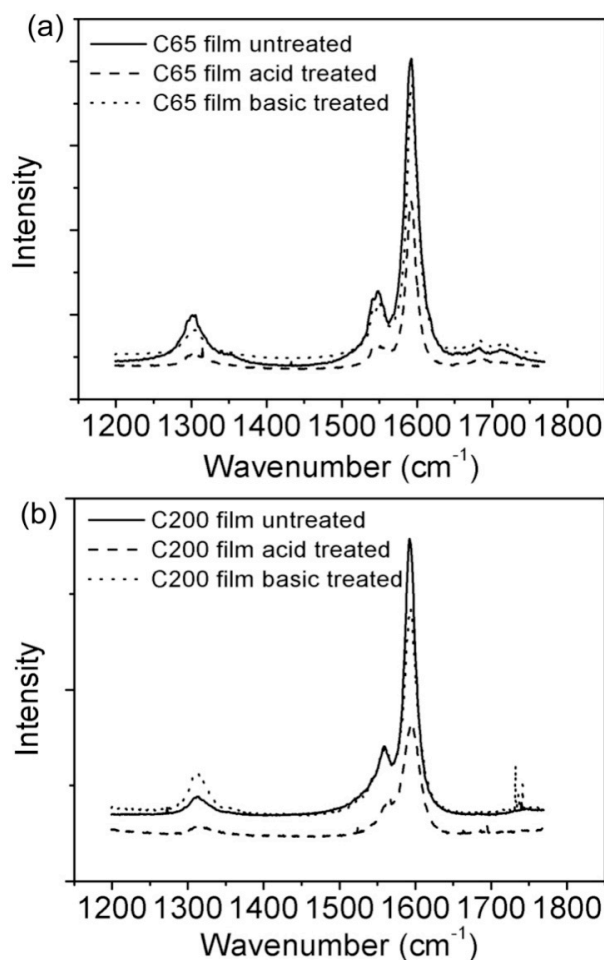 (a)
C65 film untreated
C65 film acid treated
C65 film basic treated
Intensity
1200 1300 1400 1500 1600 1700 1800
Wavenumber (cm⁻¹)
(b)
C200 film untreated
C200 film acid treated
C200 film basic treated
Intensity
1200 1300 1400 1500 1600 1700 1800
Wavenumber (cm⁻¹)